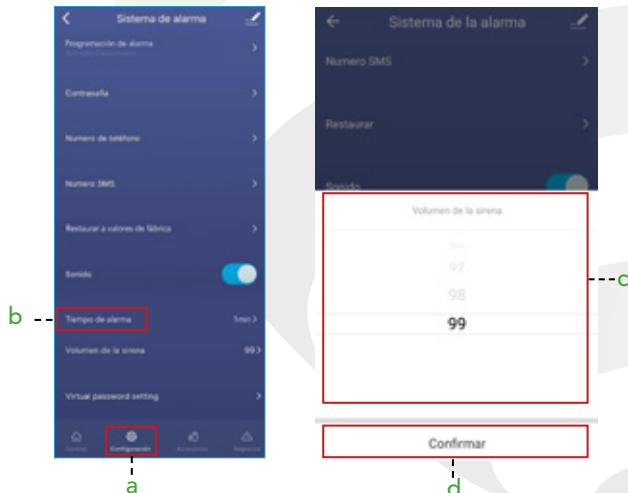 Sistema de alarma
Programación de alarma
Contraseña
Numero de teléfono
Numero SMS
Restaurar a valores de fábrica
Sonido
Tiempo de alarma 1min
Volumen de la sirena 99
Virtual password setting
Configuración
a
b
Sistema de la alarma
Numero SMS
Restaurar
Sonido
Volumen de la sirena
97
98
99
c
Confirmar
d